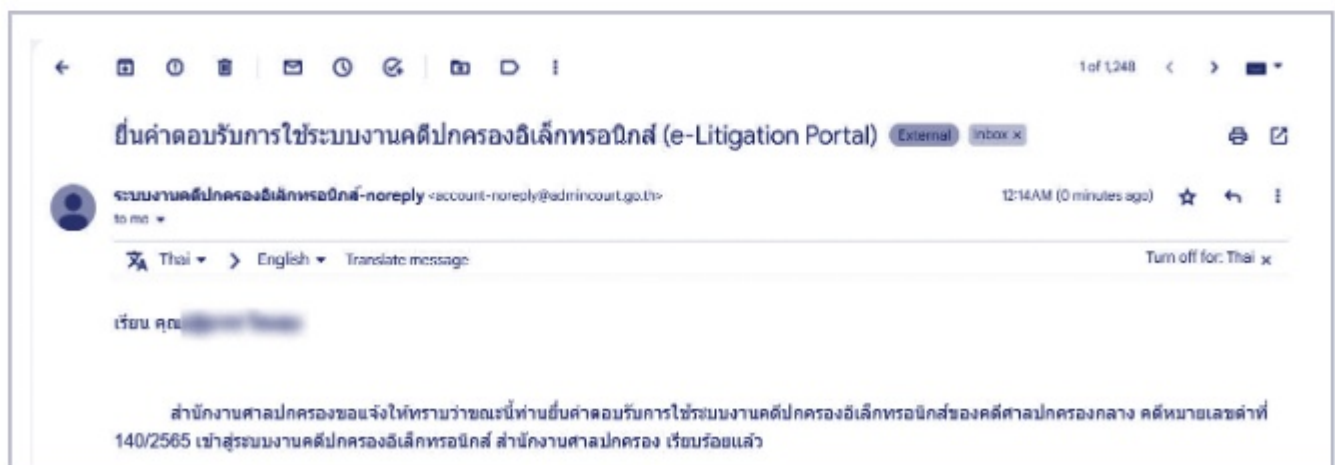 1 of 1,248
ยื่นคำตอบรับการใช้ระบบงานคดีปกครองอิเล็กทรอนิกส์ (e-Litigation Portal) External Inbox ×
ระบบงานคดีปกครองอิเล็กทรอนิกส์-noreply <account-noreply@admincourt.go.th> 12:14 AM (0 minutes ago)
to me
Thai > English Translate message Turn off for: Thai ×
เรียน คุณ
สำนักงานศาลปกครองขอแจ้งให้ทราบว่าขณะนี้ท่านยื่นคำตอบรับการใช้ระบบงานคดีปกครองอิเล็กทรอนิกส์ของคดีศาลปกครองกลาง คดีหมายเลขดำที่
140/2565 เข้าสู่ระบบงานคดีปกครองอิเล็กทรอนิกส์ สำนักงานศาลปกครอง เรียบร้อยแล้ว